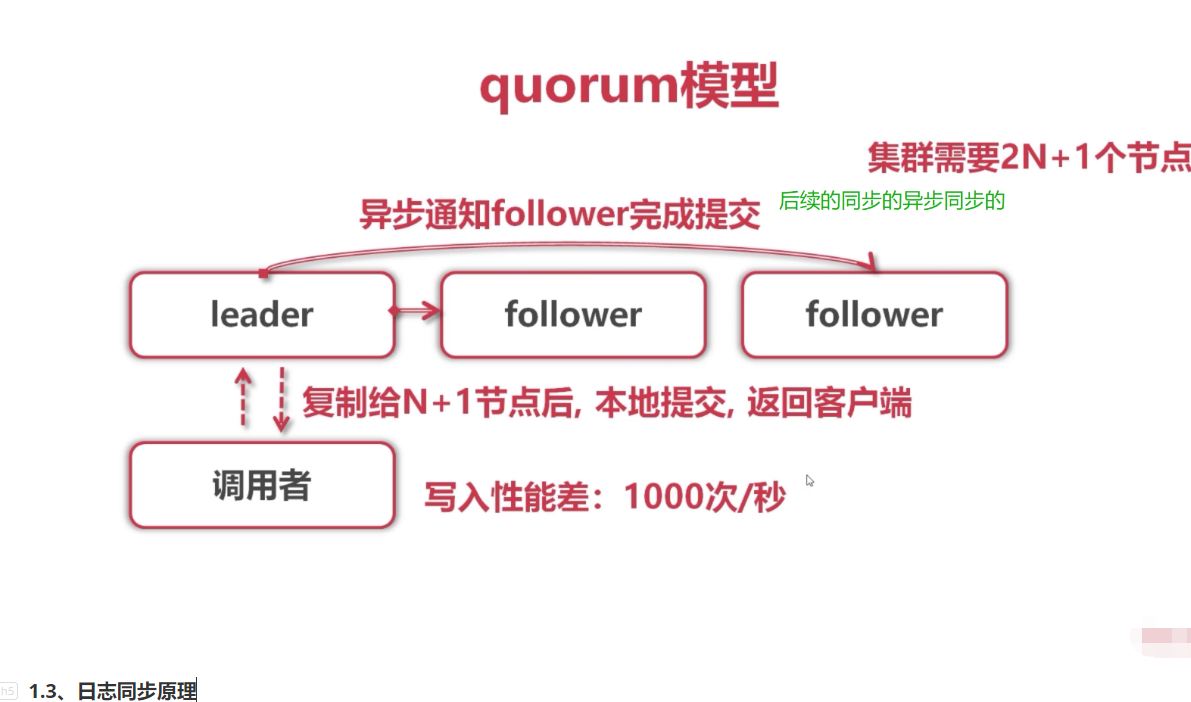 quorum模型
集群需要2N+1个节点
后续的同步的异步同步的
异步通知follower完成提交
leader
follower
follower
复制给N+1节点后, 本地提交, 返回客户端
调用者
写入性能差：1000次/秒
h5
1.3、日志同步原理